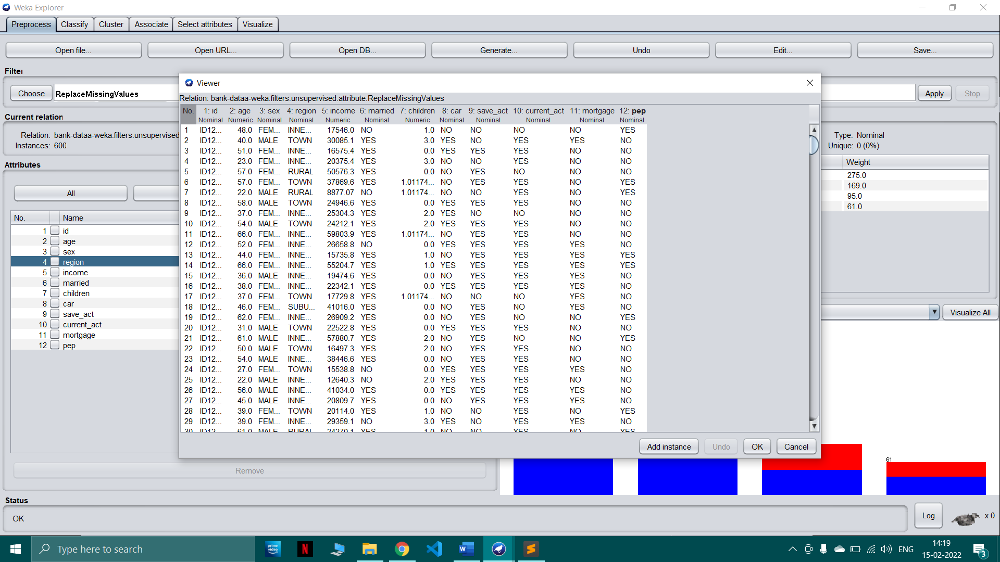 Weka Explorer
Preprocess Classify Cluster Associate Select attributes Visualize
Open file... Open URL... Open DB... Generate... Undo Edit... Save...
Filter
Choose ReplaceMissingValues Apply Stop
Current relation
Relation: bank-dataa-weka.filters.unsupervised
Instances: 600
Attributes
All
No. Name
1 id
2 age
3 sex
4 region
5 income
6 married
7 children
8 car
9 save_act
10 current_act
11 mortgage
12 pep
Remove
Viewer
Relation: bank-dataa-weka.filters.unsupervised.attribute.ReplaceMissingValues
No. 1: id 2: age 3: sex 4: region 5: income 6: married 7: children 8: car 9: save_act 10: current_act 11: mortgage 12: pep
Nominal Numeric Nominal Nominal Numeric Nominal Numeric Nominal Nominal Nominal Nominal Nominal
1 ID12... 48.0 FEM... INNE... 17546.0 NO 1.0 NO NO NO NO YES
2 ID12... 40.0 MALE TOWN 30085.1 YES 3.0 YES NO YES YES NO
3 ID12... 51.0 FEM... INNE... 16575.4 YES 0.0 YES YES YES NO NO
4 ID12... 23.0 FEM... INNE... 20375.4 YES 3.0 NO NO YES NO NO
5 ID12... 57.0 FEM... RURAL 50576.3 YES 0.0 NO YES NO NO NO
6 ID12... 57.0 FEM... TOWN 37869.6 YES 1.01174... NO YES YES NO YES
7 ID12... 22.0 MALE RURAL 8877.07 NO 1.01174... NO NO YES NO YES
8 ID12... 58.0 MALE TOWN 24946.6 YES 0.0 YES YES YES NO NO
9 ID12... 37.0 FEM... INNE... 25304.3 YES 2.0 YES NO NO NO NO
10 ID12... 54.0 MALE TOWN 24212.1 YES 2.0 YES YES YES NO NO
11 ID12... 66.0 FEM... INNE... 59803.9 YES 1.01174... NO YES YES NO NO
12 ID12... 52.0 FEM... INNE... 26658.8 NO 0.0 YES YES YES YES NO
13 ID12... 44.0 FEM... INNE... 15735.8 YES 1.0 NO YES YES YES YES
14 ID12... 66.0 FEM... INNE... 55204.7 YES 1.0 YES YES YES YES YES
15 ID12... 36.0 MALE INNE... 19474.6 YES 0.0 NO YES YES YES NO
16 ID12... 38.0 FEM... INNE... 22342.1 YES 0.0 YES YES YES YES NO
17 ID12... 37.0 FEM... TOWN 17729.8 YES 1.01174... NO NO NO YES NO
18 ID12... 46.0 FEM... SUBU... 41016.0 YES 0.0 NO YES NO YES NO
19 ID12... 62.0 FEM... INNE... 26909.2 YES 0.0 NO YES NO NO YES
20 ID12... 31.0 MALE TOWN 22522.8 YES 0.0 YES YES YES NO NO
21 ID12... 61.0 MALE INNE... 57880.7 YES 2.0 NO YES NO NO YES
22 ID12... 50.0 MALE TOWN 16497.3 YES 2.0 NO YES YES NO NO
23 ID12... 54.0 MALE INNE... 38446.6 YES 0.0 NO YES YES NO NO
24 ID12... 27.0 FEM... TOWN 15538.8 NO 0.0 YES YES YES YES NO
25 ID12... 22.0 MALE INNE... 12640.3 NO 2.0 YES YES YES NO NO
26 ID12... 56.0 MALE INNE... 41034.0 YES 0.0 YES YES YES YES NO
27 ID12... 45.0 MALE INNE... 20809.7 YES 0.0 NO YES YES YES NO
28 ID12... 39.0 FEM... TOWN 20114.0 YES 1.0 NO NO YES NO YES
29 ID12... 39.0 FEM... INNE... 29359.1 NO 3.0 YES NO YES YES NO
30 ID12... 61.0 MALE RURAL 24270.1 YES 1.0 NO NO YES NO YES
Add instance Undo OK Cancel
Type: Nominal
Unique: 0 (0%)
Weight
275.0
169.0
95.0
61.0
Visualize All
61
Status
OK
Log x 0
Type here to search
prime video
N
W
S
ENG
14:19
15-02-2022
3